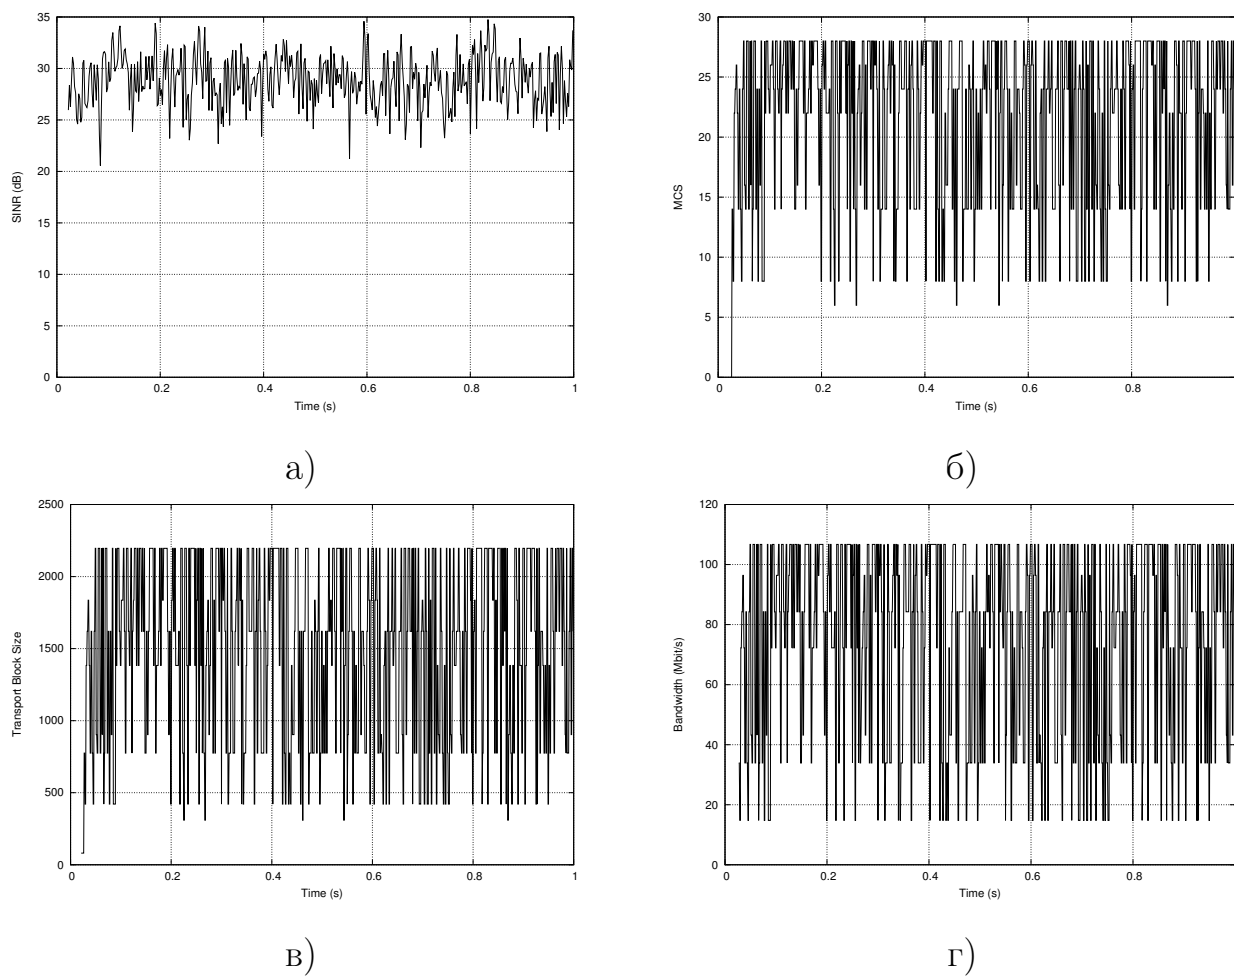 35
30
25
20
15
10
5
0
SINR (dB)
0 0.2 0.4 0.6 0.8 1
Time (s)
а)
30
25
20
15
10
5
0
MCS
0 0.2 0.4 0.6 0.8
Time (s)
б)
2500
2000
1500
1000
500
0
Transport Block Size
0 0.2 0.4 0.6 0.8 1
Time (s)
в)
120
100
80
60
40
20
0
Bandwidth (Mbit/s)
0 0.2 0.4 0.6 0.8
Time (s)
г)